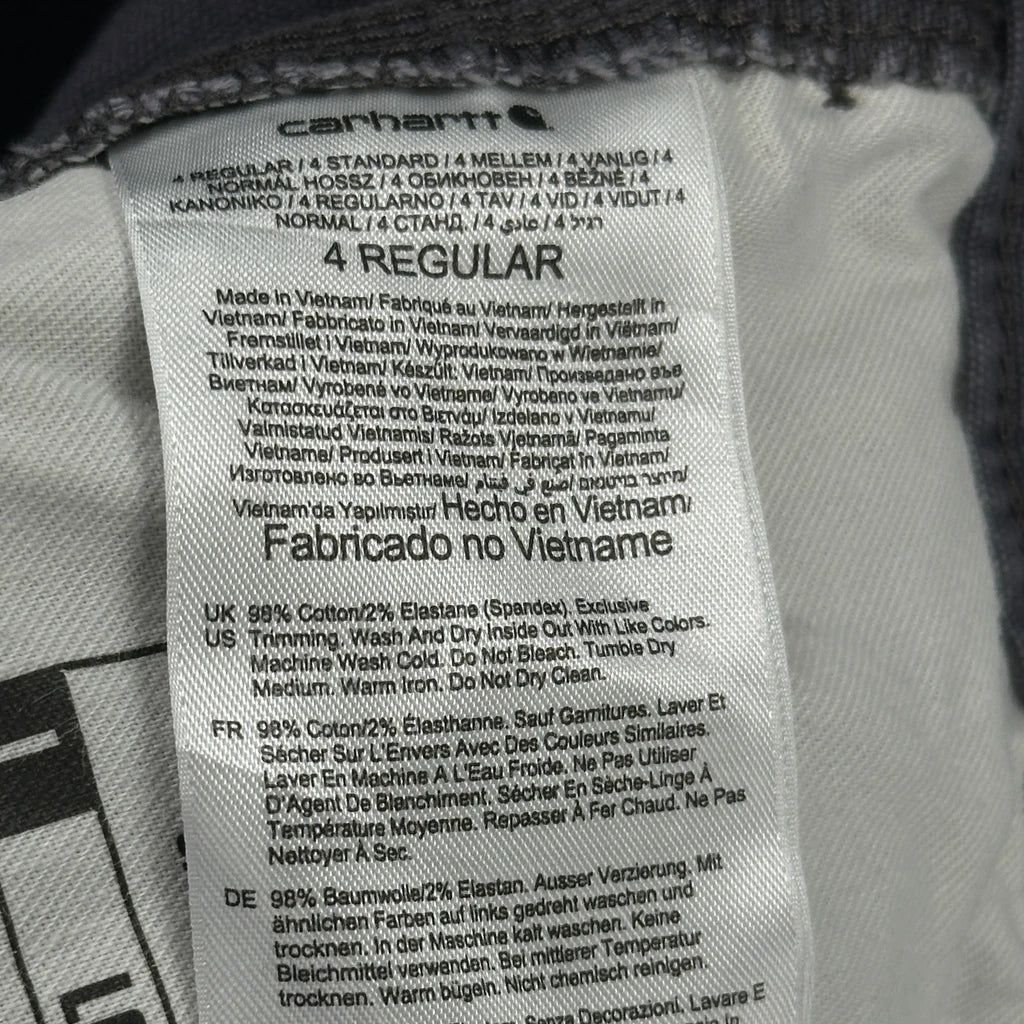 carhartt
4 REGULAR / 4 STANDARD / 4 MELLEM / 4 VANLIG / 4
NORMÁL HOSSZ / 4 ОБИКНОВЕН / 4 BĚŽNÉ / 4
KANONIKO / 4 REGULARNO / 4 TAV / 4 VID / 4 VIDUT / 4
NORMAL / 4 СТАНД. / 4 عادي / 4 רגיל
4 REGULAR
Made in Vietnam/ Fabriqué au Vietnam/ Hergestellt in
Vietnam/ Fabbricato in Vietnam/ Vervaardigd in Viëtnam/
Fremstillet i Vietnam/ Wyprodukowano w Wietnamie/
Tillverkad i Vietnam/ Készült: Vietnam/ Произведано във
Виетнам/ Vyrobené vo Vietname/ Vyrobeno ve Vietnamu/
Κατασκευάζεται στο Βιετνάμ/ Izdelano v Vietnamu/
Valmistatud Vietnamis/ Ražots Vjetnamā/ Pagaminta
Vietname/ Produsert i Vietnam/ Fabricat în Vietnam/
Изготовлено во Вьетнаме/ صنع في فيتنام/ מיוצר בוייטנאם/
Vietnam'da Yapılmıştır/ Hecho en Vietnam/
Fabricado no Vietname
UK 98% Cotton/2% Elastane (Spandex). Exclusive
US Trimming. Wash And Dry Inside Out With Like Colors.
Machine Wash Cold. Do Not Bleach. Tumble Dry
Medium. Warm Iron. Do Not Dry Clean.
FR 98% Coton/2% Élasthanne. Sauf Garnitures. Laver Et
Sécher Sur L'Envers Avec Des Couleurs Similaires.
Laver En Machine A L'Eau Froide. Ne Pas Utiliser
D'Agent De Blanchiment. Sécher En Sèche-Linge À
Température Moyenne. Repasser À Fer Chaud. Ne Pas
Nettoyer À Sec.
DE 98% Baumwolle/2% Elastan. Ausser Verzierung. Mit
ähnlichen Farben auf links gedreht waschen und
trocknen. In der Maschine kalt waschen. Keine
Bleichmittel verwenden. Bei mittlerer Temperatur
trocknen. Warm bügeln. Nicht chemisch reinigen.
Senza Decorazioni. Lavare E